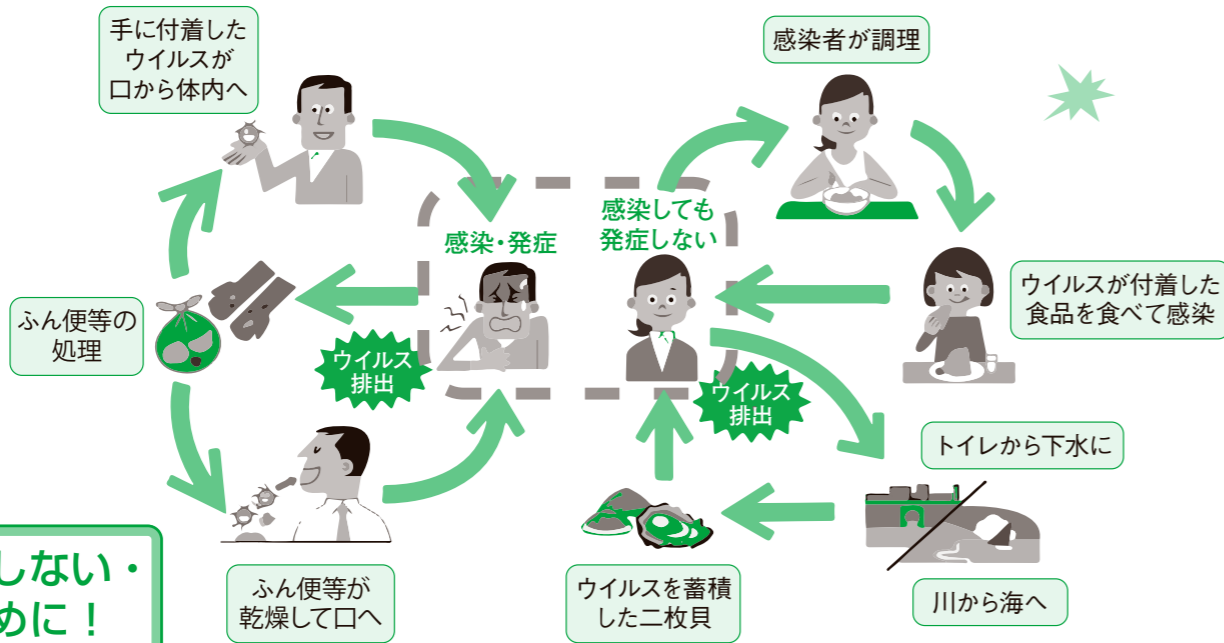 手に付着した
ウイルスが
口から体内へ
感染者が調理
感染・発症
感染しても
発症しない
ふん便等の
処理
ウイルス
排出
ウイルスが付着した
食品を食べて感染
ウイルス
排出
トイレから下水に
ふん便等が
乾燥して口へ
ウイルスを蓄積
した二枚貝
川から海へ
しない・
めに！